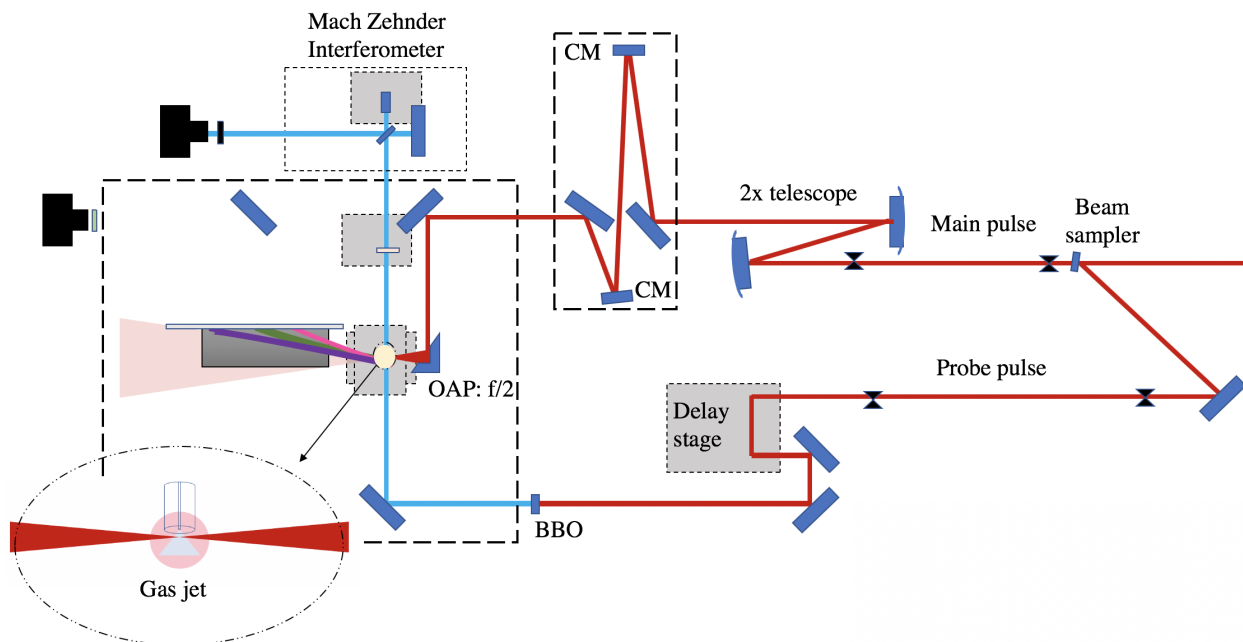 Mach Zehnder
Interferometer
CM
2x telescope
Main pulse
Beam
sampler
CM
OAP: f/2
Probe pulse
Delay
stage
BBO
Gas jet